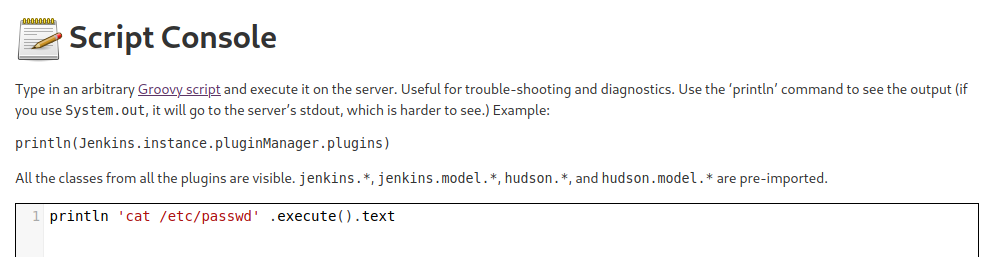 Script Console
Type in an arbitrary Groovy script and execute it on the server. Useful for trouble-shooting and diagnostics. Use the ‘println’ command to see the output (if
you use System.out, it will go to the server’s stdout, which is harder to see.) Example:
println(Jenkins.instance.pluginManager.plugins)
All the classes from all the plugins are visible. jenkins.*, jenkins.model.*, hudson.*, and hudson.model.* are pre-imported.
1 println 'cat /etc/passwd' .execute().text